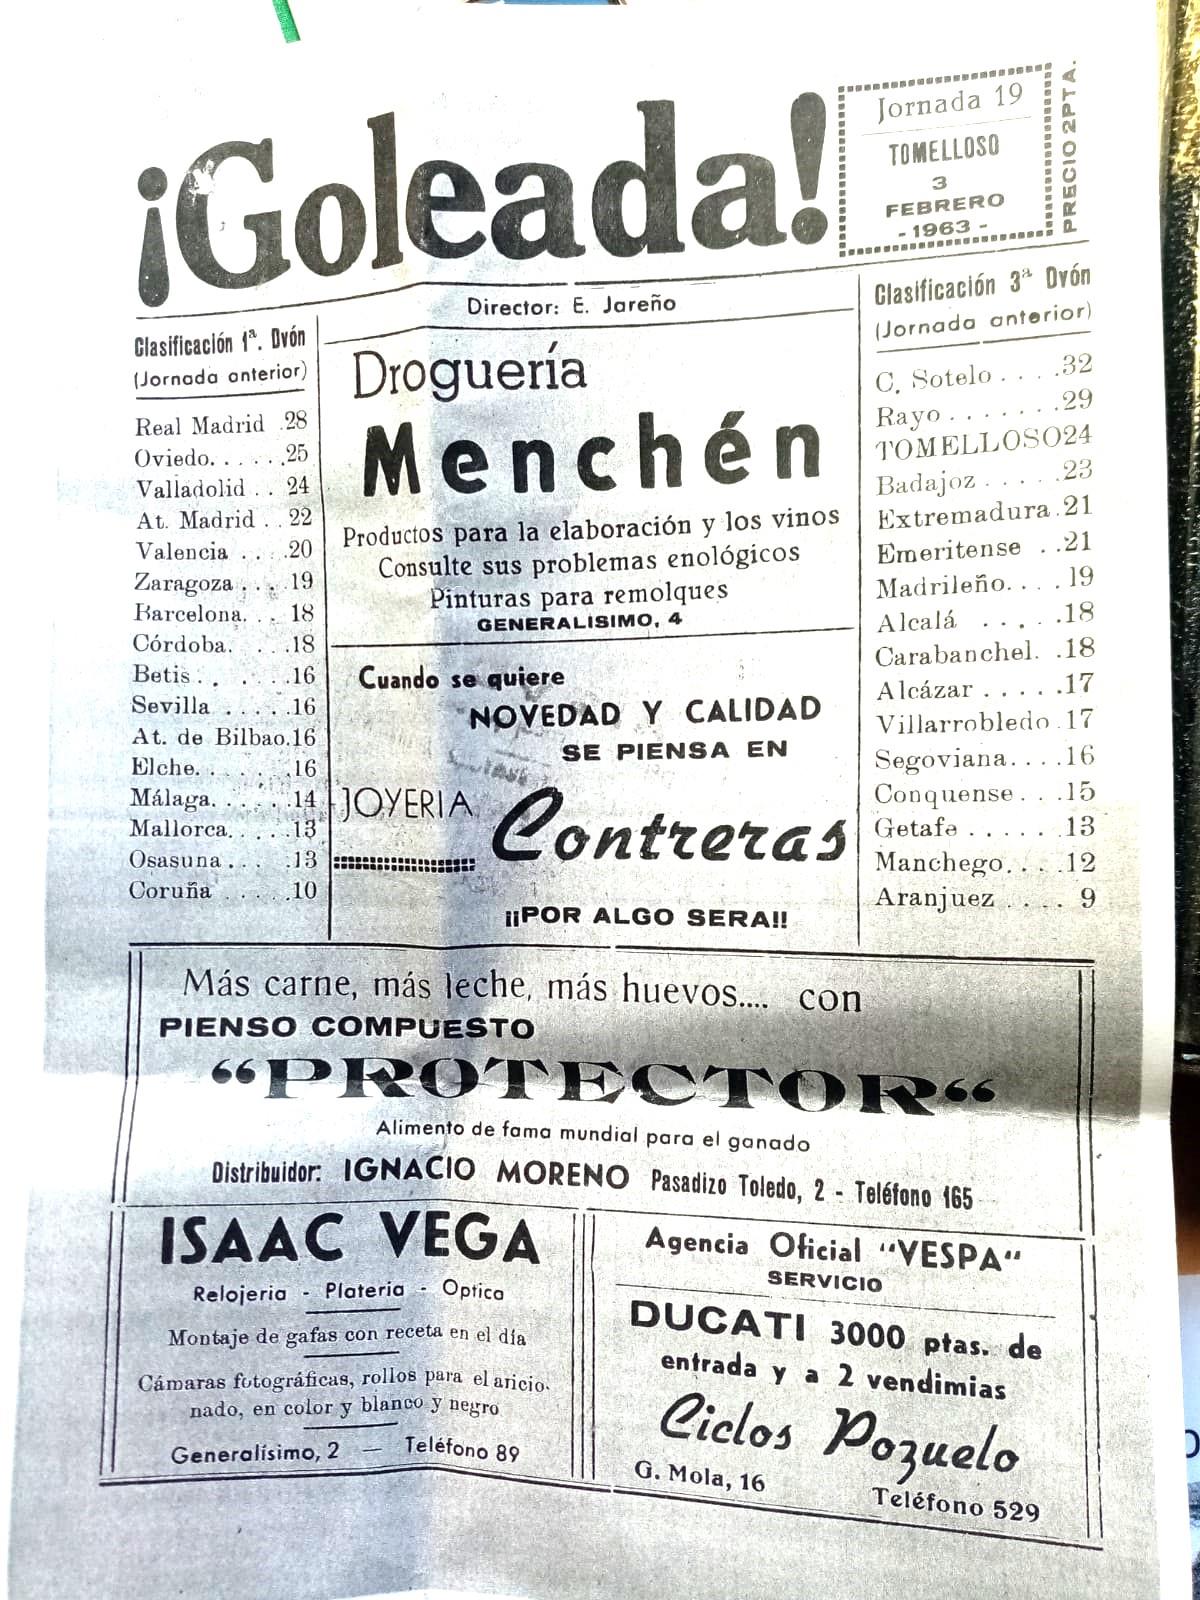 ¡Goleada!
Jornada 19
TOMELLOSO
3
FEBRERO
- 1963 -
PRECIO 2 PTA.
Director: E. Jareño
Clasificación 1ª. Dvón
(Jornada anterior)
Real Madrid .28
Oviedo. . . . . .25
Valladolid . . 24
At. Madrid . . 22
Valencia . . . .20
Zaragoza . . . . 19
Barcelona. . . 18
Córdoba. . . .18
Betis . . . . . .16
Sevilla . . . . .16
At. de Bilbao.16
Elche. . . . . . .16
Málaga. . . . . .14
Mallorca. . . . .13
Osasuna . . . .13
Coruña . . . . .10
Droguería
Menchén
Productos para la elaboración y los vinos
Consulte sus problemas enológicos
Pinturas para remolques
GENERALISIMO, 4
Cuando se quiere
NOVEDAD Y CALIDAD
SE PIENSA EN
JOYERIA Contreras
¡¡POR ALGO SERA!!
Clasificación 3ª Dvón
(Jornada anterior)
C. Sotelo . . . .32
Rayo . . . . . . .29
TOMELLOSO24
Badajoz . . . . .23
Extremadura .21
Emeritense . .21
Madrileño. . . . 19
Alcalá . . . . .18
Carabanchel. .18
Alcázar . . . . .17
Villarrobledo .17
Segoviana. . . .16
Conquense . . .15
Getafe . . . . . .13
Manchego. . . .12
Aranjuez . . . . 9
Más carne, más leche, más huevos.... con
PIENSO COMPUESTO
“PROTECTOR“
Alimento de fama mundial para el ganado
Distribuidor: IGNACIO MORENO Pasadizo Toledo, 2 - Teléfono 165
ISAAC VEGA
Relojeria - Plateria - Optica
Montaje de gafas con receta en el día
Cámaras fotográficas, rollos para el aricio-
nado, en color y blanco y negro
Generalísimo, 2 — Teléfono 89
Agencia Oficial “VESPA“
SERVICIO
DUCATI 3000 ptas. de
entrada y a 2 vendimias
Ciclos Pozuelo
G. Mola, 16 Teléfono 529